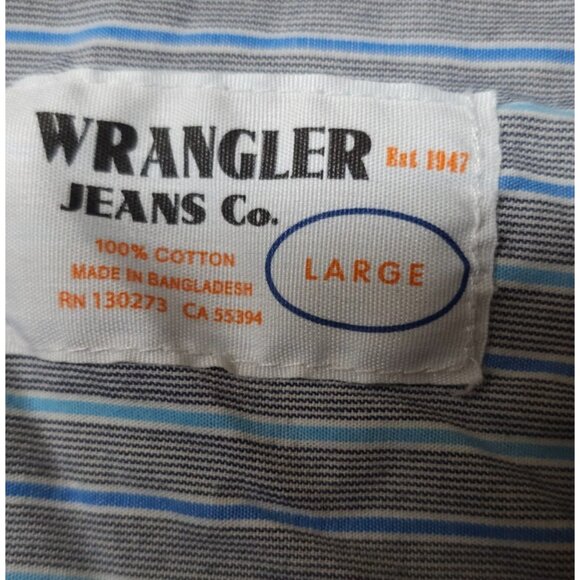 WRANGLER Est 1947
JEANS Co.
100% COTTON
MADE IN BANGLADESH
RN 130273 CA 55394
LARGE